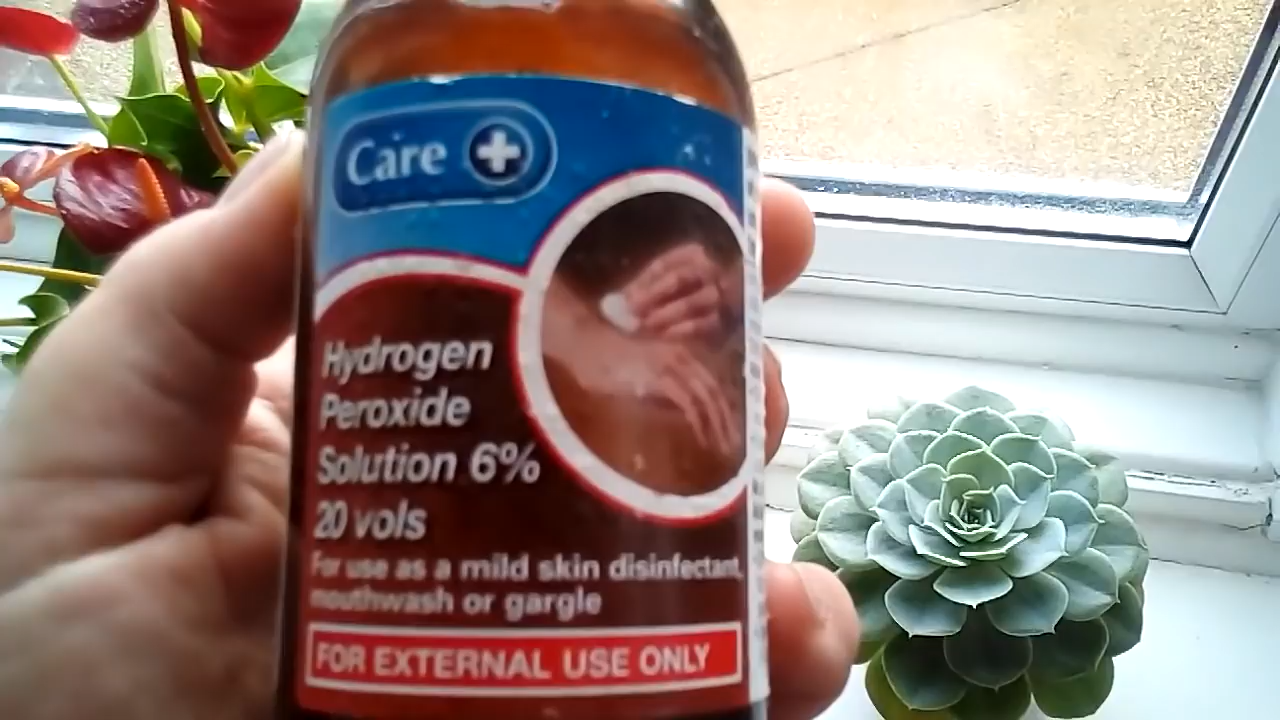 Care
Hydrogen
Peroxide
Solution 6%
20 vols
For use as a mild skin disinfectant,
mouthwash or gargle
FOR EXTERNAL USE ONLY